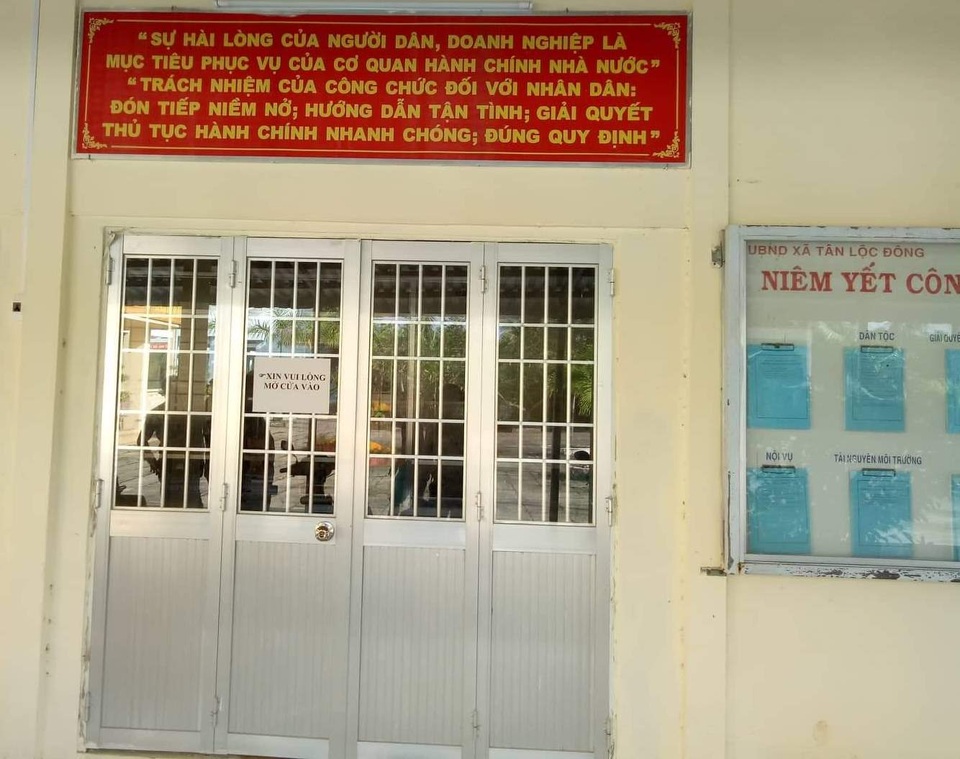 “SỰ HÀI LÒNG CỦA NGƯỜI DÂN, DOANH NGHIỆP LÀ
MỤC TIÊU PHỤC VỤ CỦA CƠ QUAN HÀNH CHÍNH NHÀ NƯỚC”
“TRÁCH NHIỆM CỦA CÔNG CHỨC ĐỐI VỚI NHÂN DÂN:
ĐÓN TIẾP NIỀM NỞ; HƯỚNG DẪN TẬN TÌNH; GIẢI QUYẾT
THỦ TỤC HÀNH CHÍNH NHANH CHÓNG; ĐÚNG QUY ĐỊNH”
☞XIN VUI LÒNG
MỞ CỬA VÀO
UBND XÃ TÂN LỘC ĐÔNG
NIÊM YẾT CÔN
DÂN TỘC
GIẢI QUYẾ
NỘI VỤ
TÀI NGUYÊN MÔI TRƯỜNG